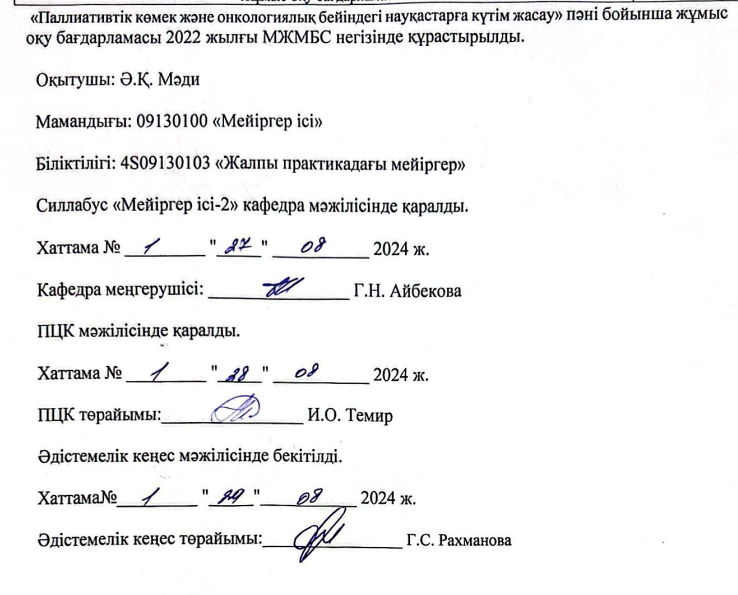 «Паллиативтік көмек және онкологиялық бейіндегі науқастарға күтім жасау» пәні бойынша жұмыс
оқу бағдарламасы 2022 жылғы МЖМБС негізінде құрастырылды.
Оқытушы: Ә.Қ. Мәди
Мамандығы: 09130100 «Мейіргер ісі»
Біліктілігі: 4S09130103 «Жалпы практикадағы мейіргер»
Силлабус «Мейіргер ісі-2» кафедра мәжілісінде қаралды.
Хаттама № 1 "27" 08 2024 ж.
Кафедра меңгерушісі: Г.Н. Айбекова
ПЦК мәжілісінде қаралды.
Хаттама № 1 "28" 08 2024 ж.
ПЦК төрайымы: И.О. Темир
Әдістемелік кеңес мәжілісінде бекітілді.
Хаттама№ 1 "29" 08 2024 ж.
Әдістемелік кеңес төрайымы: Г.С. Рахманова